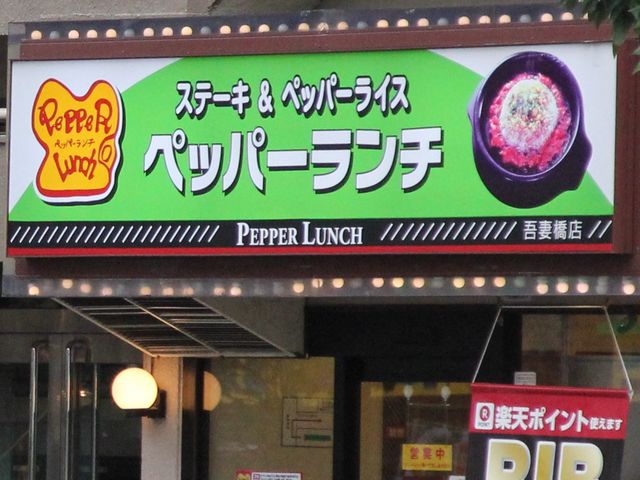 PEPPER
ペッパーランチ
Lunch
ステーキ & ペッパーライス
ペッパーランチ
PEPPER LUNCH
吾妻橋店
R
POINT
楽天ポイント使えます
営業中